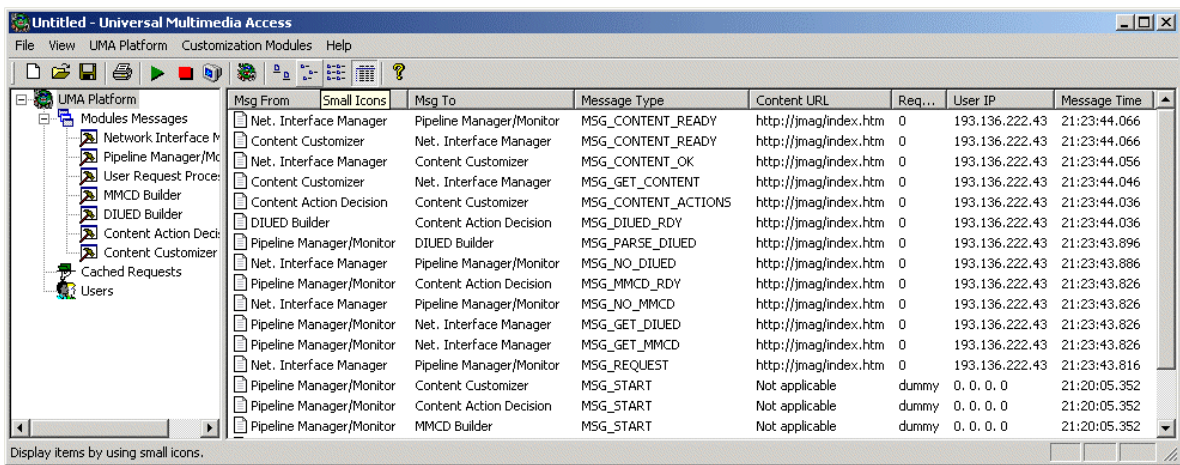 Untitled - Universal Multimedia Access
File View UMA Platform Customization Modules Help
UMA Platform
Modules Messages
Network Interface M
Pipeline Manager/Mo
User Request Proces
MMCD Builder
DIUED Builder
Content Action Decis
Content Customizer
Cached Requests
Users
Msg From Small Icons Msg To Message Type Content URL Req... User IP Message Time
Net. Interface Manager Pipeline Manager/Monitor MSG_CONTENT_READY http://jmag/index.htm 0 193.136.222.43 21:23:44.066
Content Customizer Net. Interface Manager MSG_CONTENT_READY http://jmag/index.htm 0 193.136.222.43 21:23:44.066
Net. Interface Manager Content Customizer MSG_CONTENT_OK http://jmag/index.htm 0 193.136.222.43 21:23:44.056
Content Customizer Net. Interface Manager MSG_GET_CONTENT http://jmag/index.htm 0 193.136.222.43 21:23:44.046
Content Action Decision Content Customizer MSG_CONTENT_ACTIONS http://jmag/index.htm 0 193.136.222.43 21:23:44.036
DIUED Builder Content Action Decision MSG_DIUED_RDY http://jmag/index.htm 0 193.136.222.43 21:23:44.036
Pipeline Manager/Monitor DIUED Builder MSG_PARSE_DIUED http://jmag/index.htm 0 193.136.222.43 21:23:43.896
Net. Interface Manager Pipeline Manager/Monitor MSG_NO_DIUED http://jmag/index.htm 0 193.136.222.43 21:23:43.886
Pipeline Manager/Monitor Content Action Decision MSG_MMCD_RDY http://jmag/index.htm 0 193.136.222.43 21:23:43.826
Net. Interface Manager Pipeline Manager/Monitor MSG_NO_MMCD http://jmag/index.htm 0 193.136.222.43 21:23:43.826
Pipeline Manager/Monitor Net. Interface Manager MSG_GET_DIUED http://jmag/index.htm 0 193.136.222.43 21:23:43.826
Pipeline Manager/Monitor Net. Interface Manager MSG_GET_MMCD http://jmag/index.htm 0 193.136.222.43 21:23:43.826
Net. Interface Manager Pipeline Manager/Monitor MSG_REQUEST http://jmag/index.htm 0 193.136.222.43 21:23:43.816
Pipeline Manager/Monitor Content Customizer MSG_START Not applicable dummy 0. 0. 0. 0 21:20:05.352
Pipeline Manager/Monitor Content Action Decision MSG_START Not applicable dummy 0. 0. 0. 0 21:20:05.352
Pipeline Manager/Monitor MMCD Builder MSG_START Not applicable dummy 0. 0. 0. 0 21:20:05.352
Display items by using small icons.